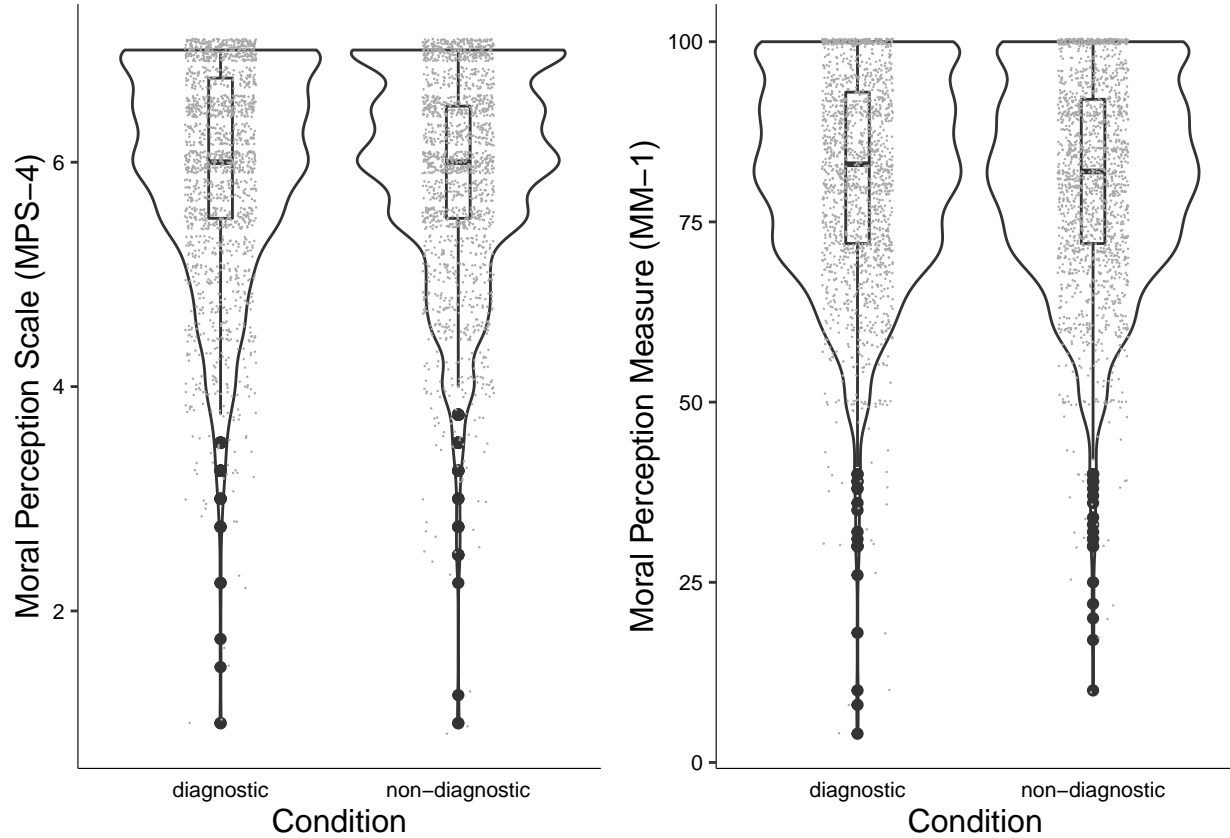 Moral Perception Scale (MPS−4)
6
4
2
diagnostic
non−diagnostic
Condition
Moral Perception Measure (MM−1)
100
75
50
25
0
diagnostic
non−diagnostic
Condition